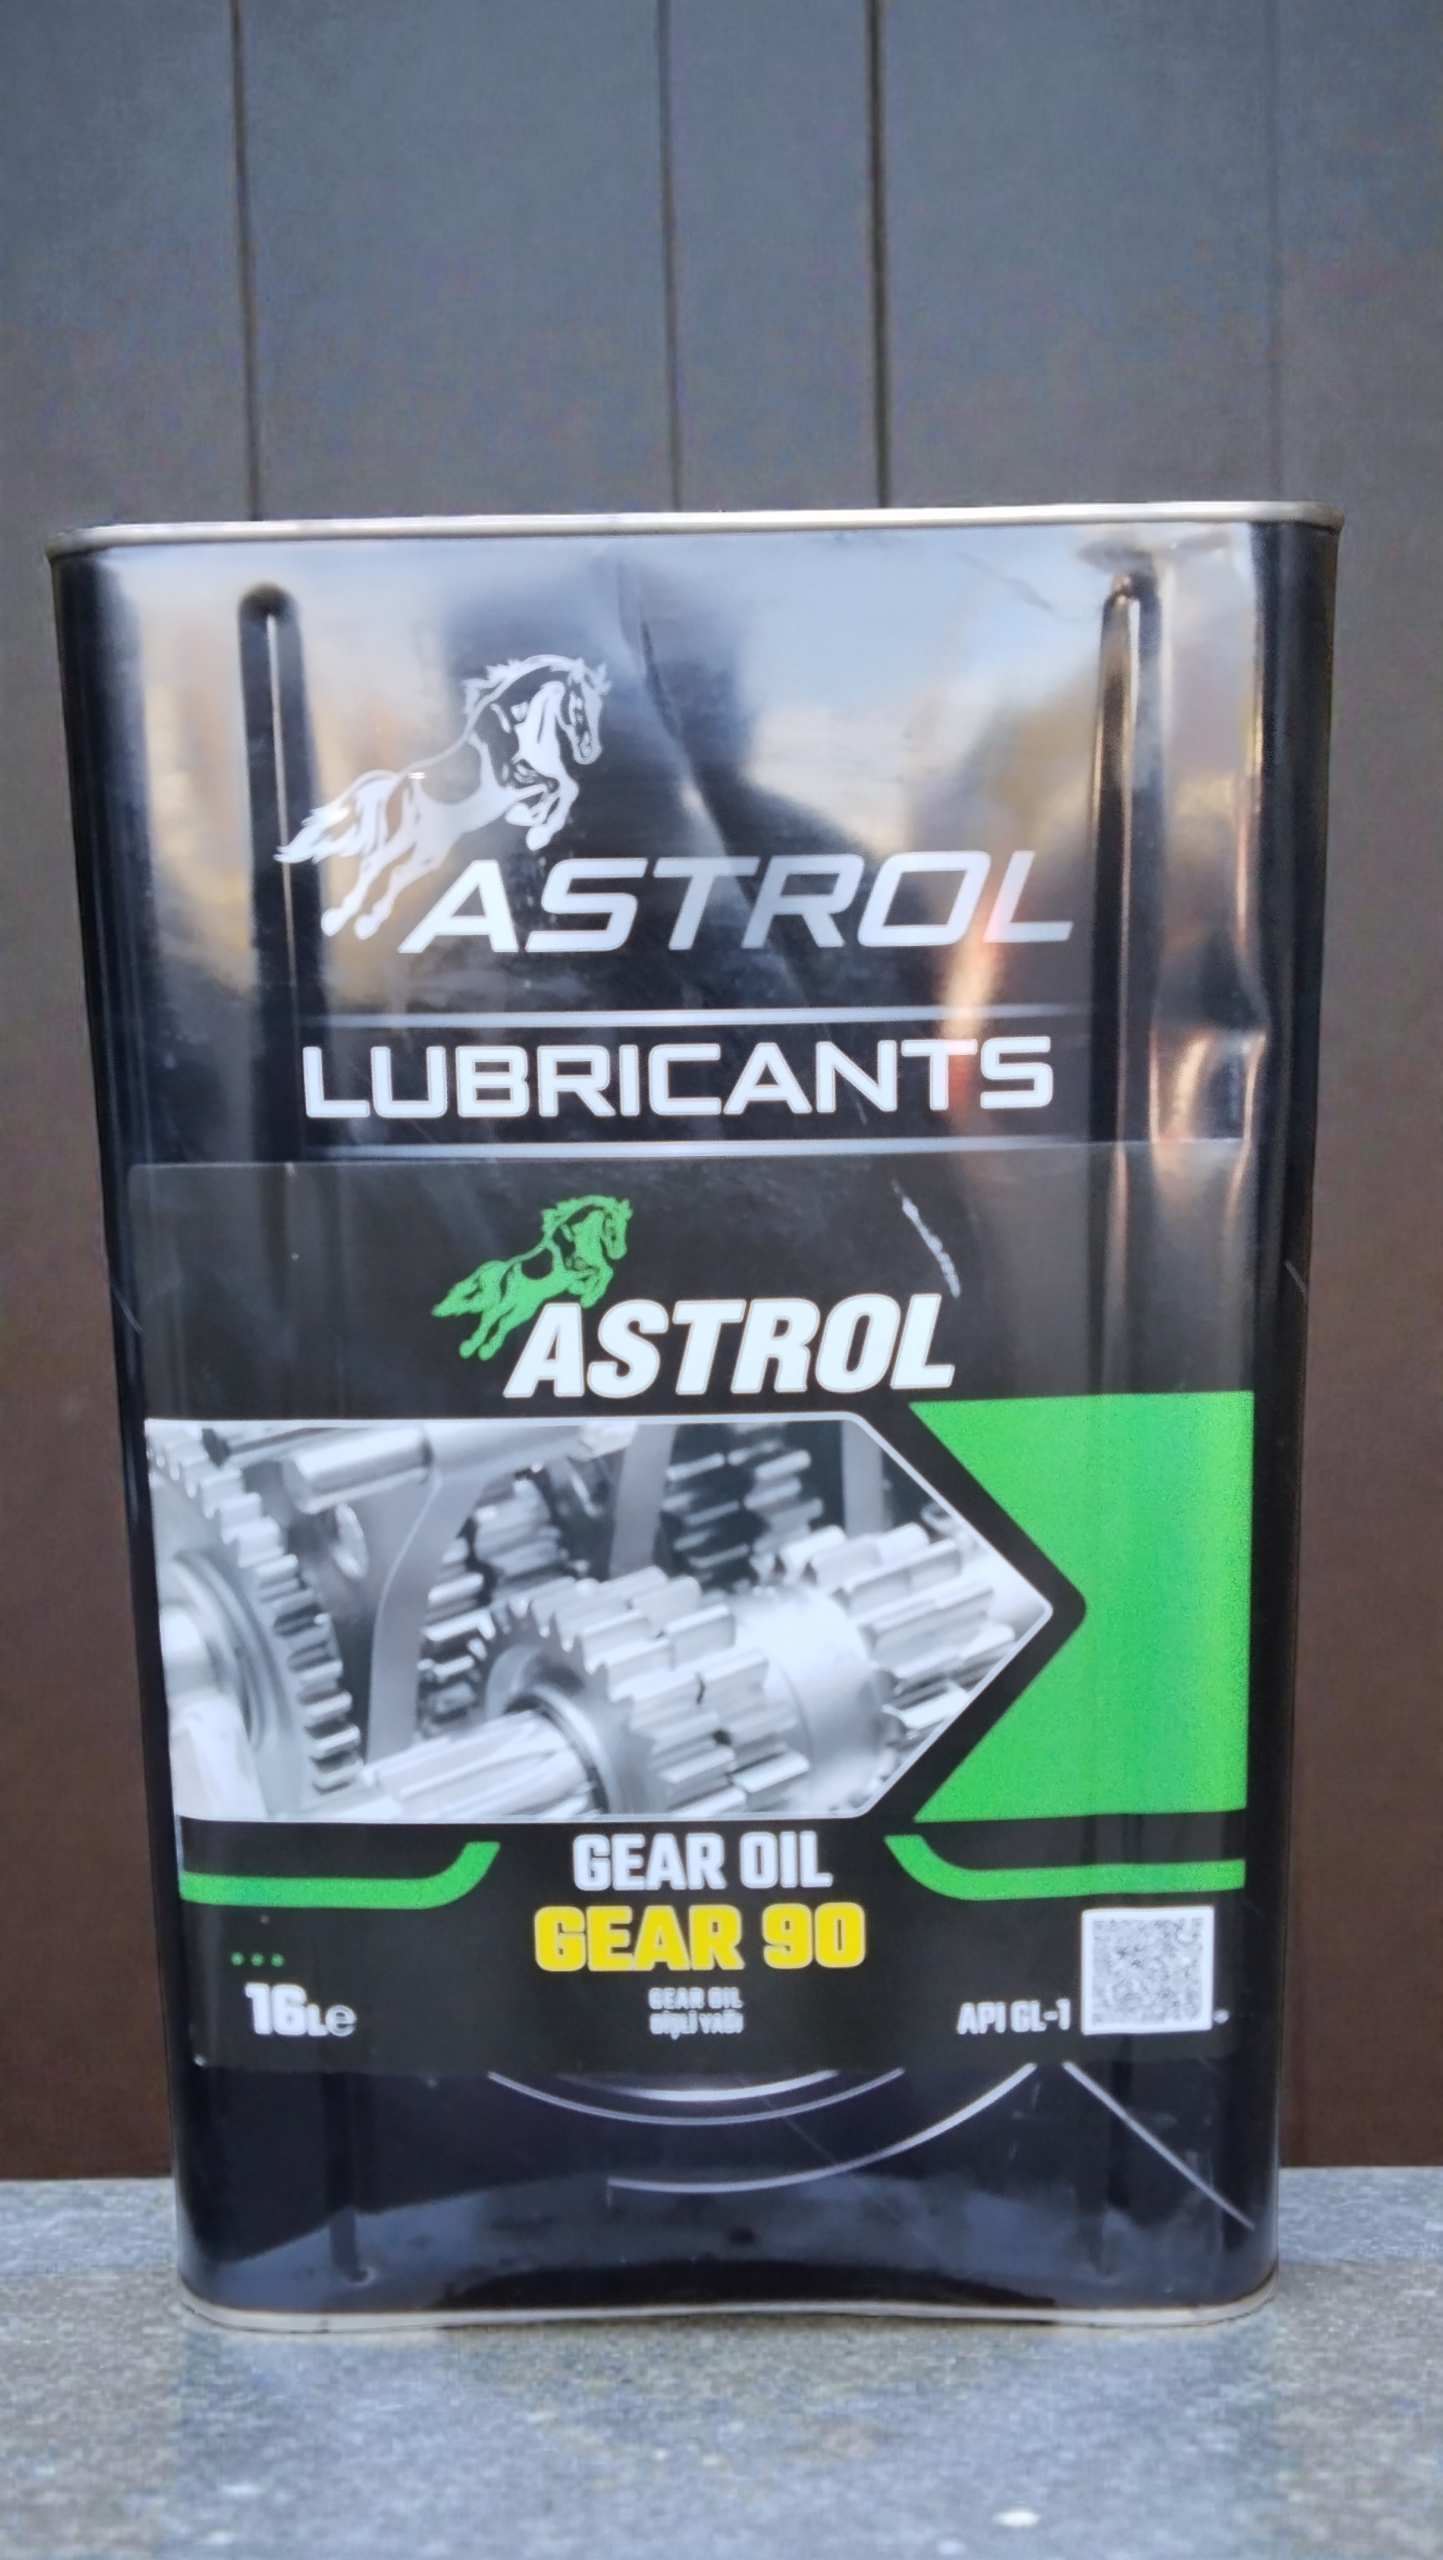 ASTROL
LUBRICANTS
ASTROL
GEAR OIL
GEAR 90
GEAR OIL
DİŞLİ YAĞI
16Le
API GL-1